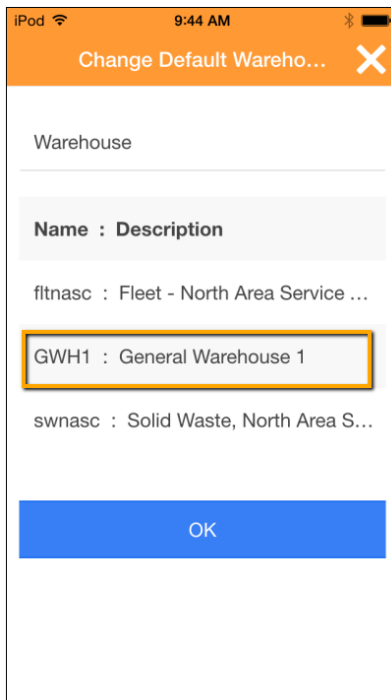 iPod 9:44 AM
Change Default Wareho...
Warehouse
Name : Description
fltnasc : Fleet - North Area Service ...
GWH1 : General Warehouse 1
swnasc : Solid Waste, North Area S...
OK